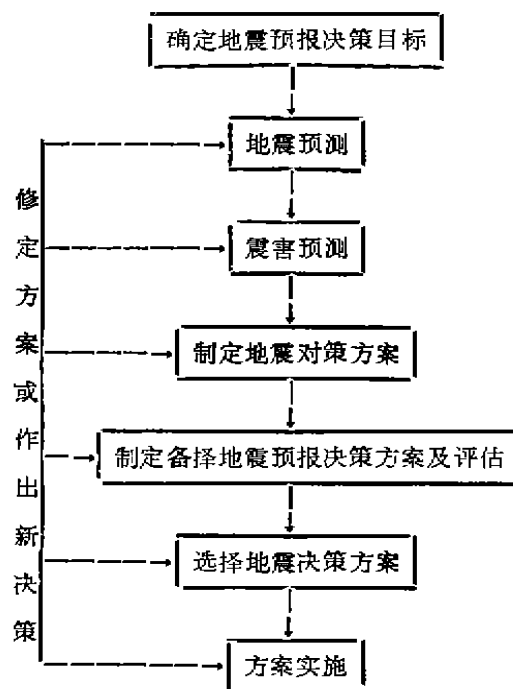 确定地震预报决策目标
地震预测
震害预测
制定地震对策方案
制定备择地震预报决策方案及评估
选择地震决策方案
方案实施
修定方案或作出新决策